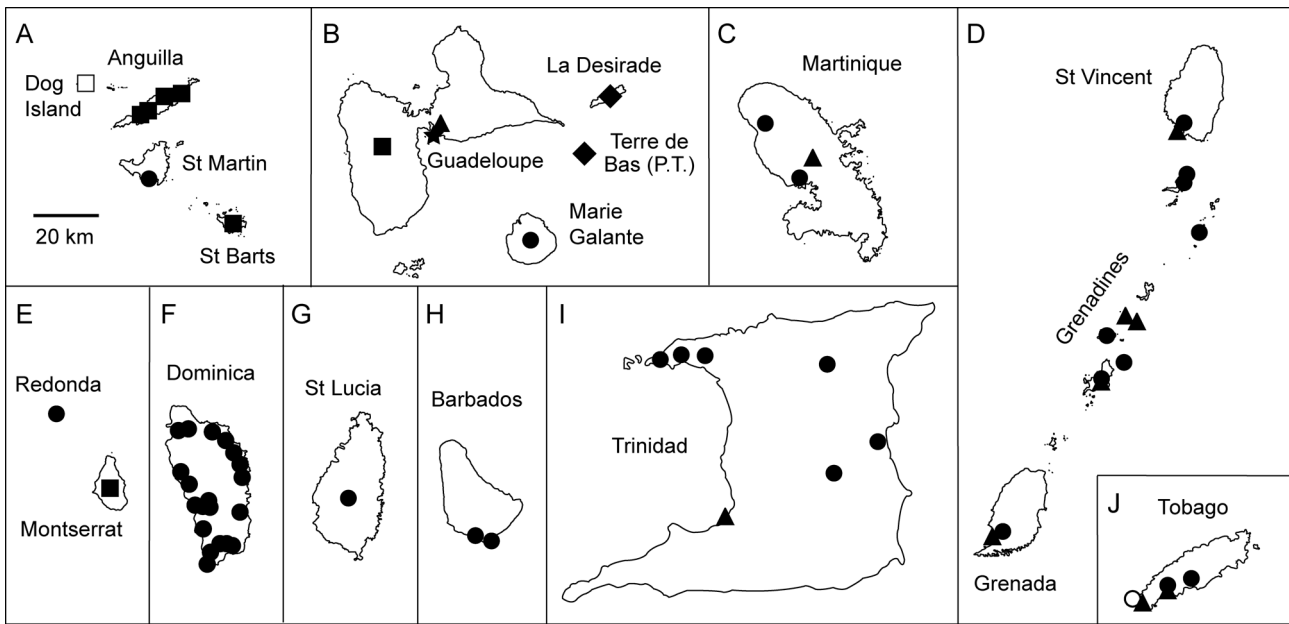 A
Anguilla
Dog
Island
St Martin
20 km
St Barts
B
La Desirade
Guadeloupe
Terre de
Bas (P.T.)
Marie
Galante
C
Martinique
D
St Vincent
Grenadines
Grenada
E
Redonda
Montserrat
F
Dominica
G
St Lucia
H
Barbados
I
Trinidad
J
Tobago